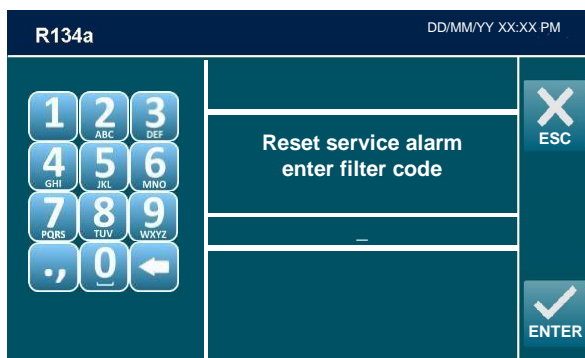 R134a
DD/MM/YY XX:XX PM
1 2 3
ABC DEF
4 5 6
GHI JKL MNO
7 8 9
PQRS TUV WXYZ
., 0
Reset service alarm
enter filter code
_
ESC
ENTER